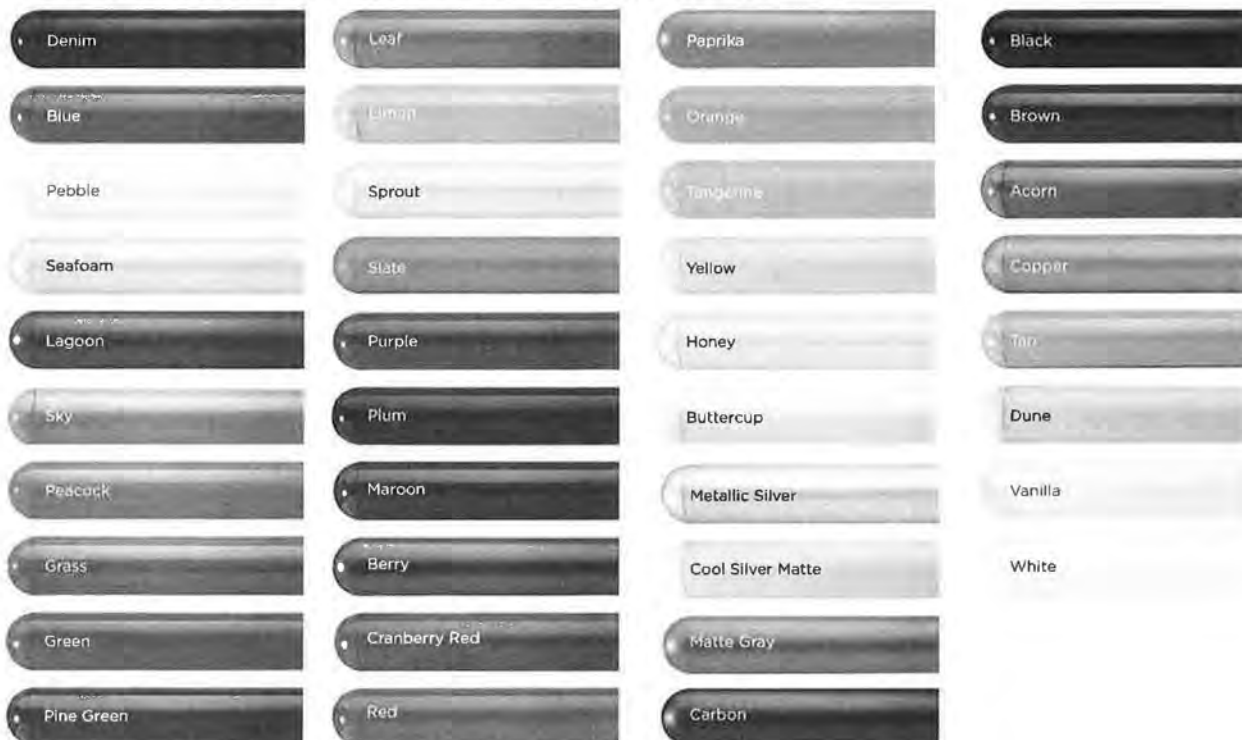 Denim
Blue
Pebble
Seafoam
Lagoon
Sky
Peacock
Grass
Green
Pine Green
Leaf
Limon
Sprout
Slate
Purple
Plum
Maroon
Berry
Cranberry Red
Red
Paprika
Orange
Tangerine
Yellow
Honey
Buttercup
Metallic Silver
Cool Silver Matte
Matte Gray
Carbon
Black
Brown
Acorn
Copper
Tan
Dune
Vanilla
White